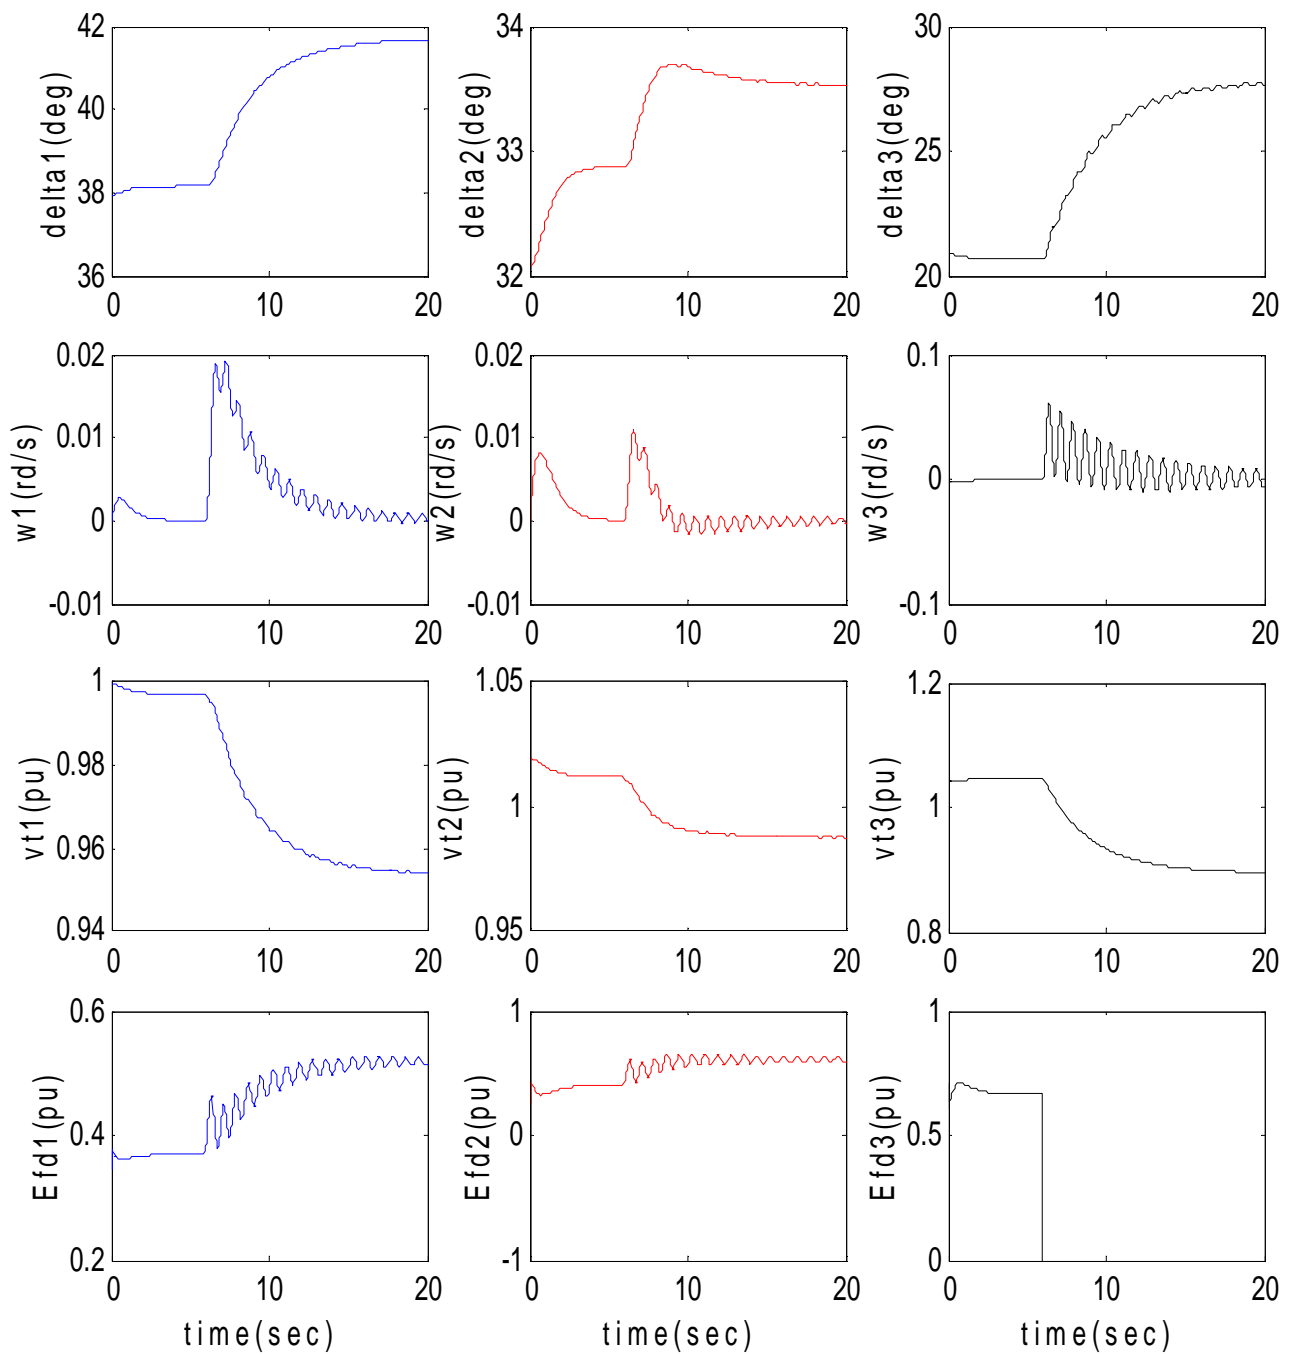 42 34 30
delta1(deg) delta2(deg) delta3(deg)
40
33 25
38
36 32 20
0 10 20 0 10 20 0 10 20
0.02 0.02 0.1
w1(rd/s) w2(rd/s) w3(rd/s)
0.01 0.01
0
0 0
-0.01 -0.01 -0.1
0 10 20 0 10 20 0 10 20
1 1.05 1.2
vt1(pu) vt2(pu) vt3(pu)
0.98
1 1
0.96
0.94 0.95 0.8
0 10 20 0 10 20 0 10 20
0.6 1 1
Efd1(pu) Efd2(pu) Efd3(pu)
0.4 0 0.5
0.2 -1 0
0 10 20 0 10 20 0 10 20
time(sec) time(sec) time(sec)